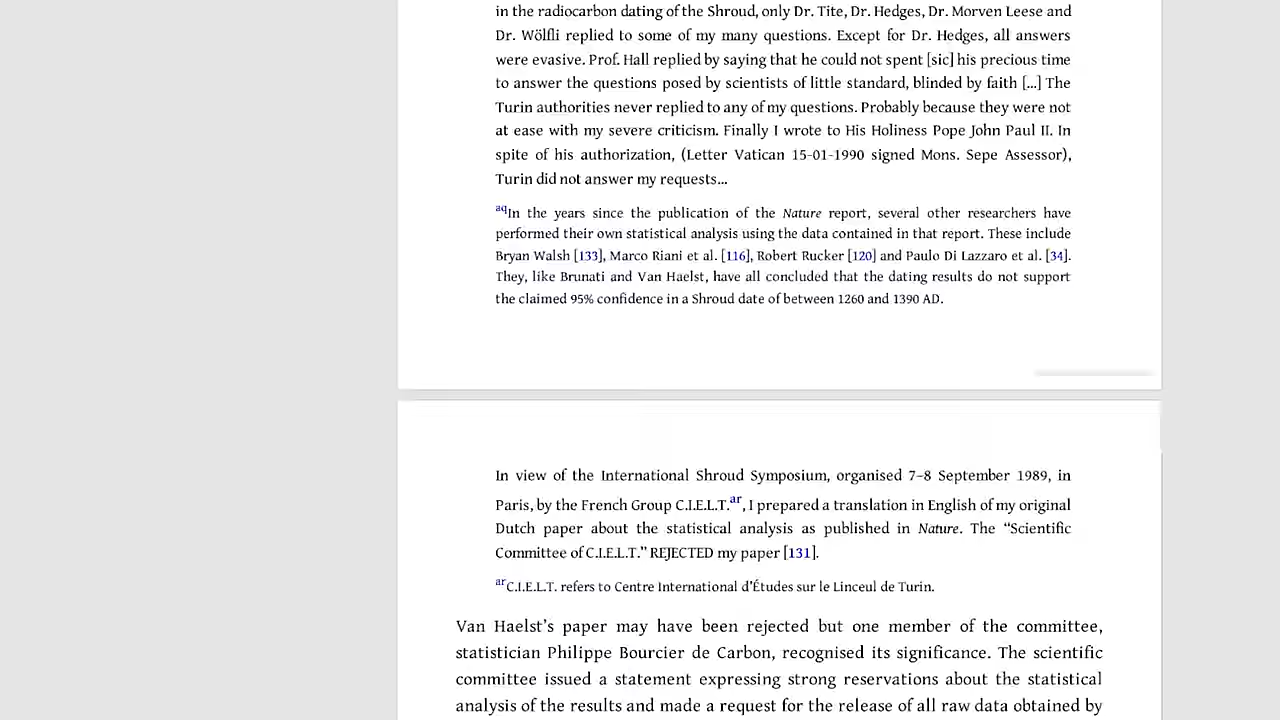 in the radiocarbon dating of the Shroud, only Dr. Tite, Dr. Hedges, Dr. Morven Leese and
Dr. Wölfli replied to some of my many questions. Except for Dr. Hedges, all answers
were evasive. Prof. Hall replied by saying that he could not spent [sic] his precious time
to answer the questions posed by scientists of little standard, blinded by faith [...] The
Turin authorities never replied to any of my questions. Probably because they were not
at ease with my severe criticism. Finally I wrote to His Holiness Pope John Paul II. In
spite of his authorization, (Letter Vatican 15-01-1990 signed Mons. Sepe Assessor),
Turin did not answer my requests...
aqIn the years since the publication of the Nature report, several other researchers have
performed their own statistical analysis using the data contained in that report. These include
Bryan Walsh [133], Marco Riani et al. [116], Robert Rucker [120] and Paulo Di Lazzaro et al. [34].
They, like Brunati and Van Haelst, have all concluded that the dating results do not support
the claimed 95% confidence in a Shroud date of between 1260 and 1390 AD.
In view of the International Shroud Symposium, organised 7–8 September 1989, in
Paris, by the French Group C.I.E.L.T.ar, I prepared a translation in English of my original
Dutch paper about the statistical analysis as published in Nature. The “Scientific
Committee of C.I.E.L.T.” REJECTED my paper [131].
arC.I.E.L.T. refers to Centre International d’Études sur le Linceul de Turin.
Van Haelst’s paper may have been rejected but one member of the committee,
statistician Philippe Bourcier de Carbon, recognised its significance. The scientific
committee issued a statement expressing strong reservations about the statistical
analysis of the results and made a request for the release of all raw data obtained by